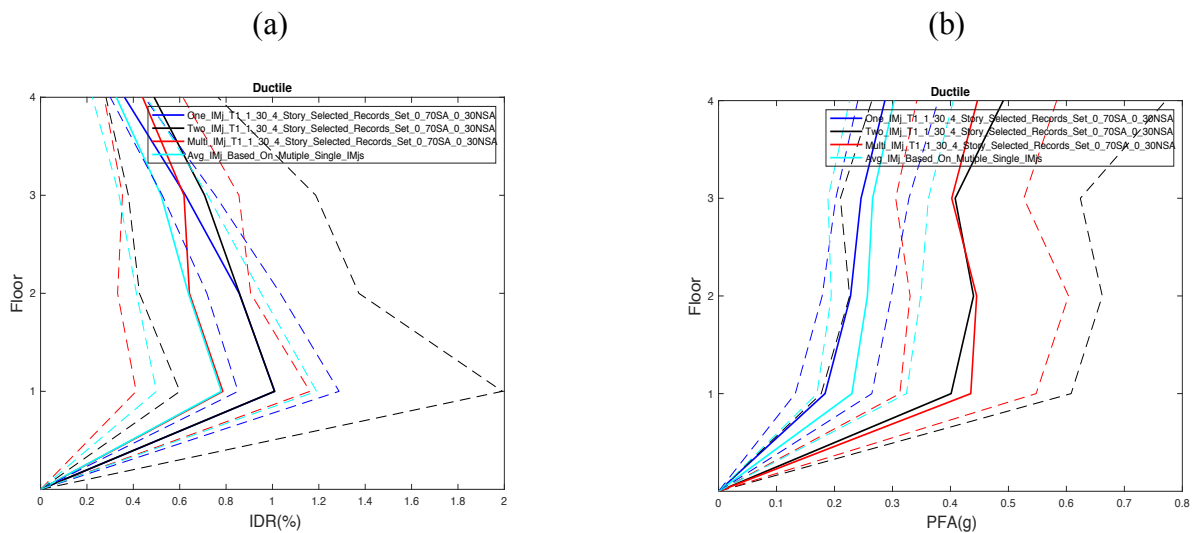 (a)
(b)
Ductile
4
3
2
1
Floor
One_IMj_T1_1_30_4_Story_Selected_Records_Set_0_70SA_0_30NSA
Two_IMj_T1_1_30_4_Story_Selected_Records_Set_0_70SA_0_30NSA
Multi_IMj_T1_1_30_4_Story_Selected_Records_Set_0_70SA_0_30NSA
Avg_IMj_Based_On_Mutiple_Single_IMjs
0 0.2 0.4 0.6 0.8 1 1.2 1.4 1.6 1.8 2
IDR(%)
Ductile
4
3
2
1
Floor
One_IMj_T1_1_30_4_Story_Selected_Records_Set_0_70SA_0_30NSA
Two_IMj_T1_1_30_4_Story_Selected_Records_Set_0_70SA_0_30NSA
Multi_IMj_T1_1_30_4_Story_Selected_Records_Set_0_70SA_0_30NSA
Avg_IMj_Based_On_Mutiple_Single_IMjs
0 0.1 0.2 0.3 0.4 0.5 0.6 0.7 0.8
PFA(g)